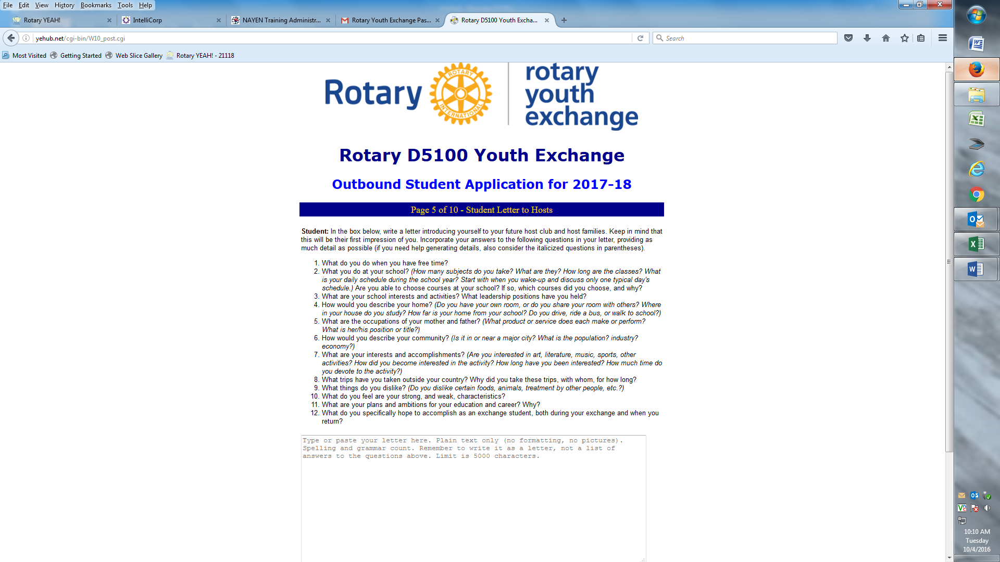 File Edit View History Bookmarks Tools Help
Rotary YEAH!
IntelliCorp
NAYEN Training Administr...
Rotary Youth Exchange Pas...
Rotary D5100 Youth Excha...
yehub.net/cgi-bin/W10_post.cgi
Search
Most Visited Getting Started Web Slice Gallery Rotary YEAH! - 21118
Rotary
ROTARY
INTERNATIONAL
rotary
youth
exchange
Rotary D5100 Youth Exchange
Outbound Student Application for 2017-18
Page 5 of 10 - Student Letter to Hosts
Student: In the box below, write a letter introducing yourself to your future host club and host families. Keep in mind that
this will be their first impression of you. Incorporate your answers to the following questions in your letter, providing as
much detail as possible (if you need help generating details, also consider the italicized questions in parentheses).
1. What do you do when you have free time?
2. What you do at your school? (How many subjects do you take? What are they? How long are the classes? What
is your daily schedule during the school year? Start with when you wake-up and discuss only one typical day's
schedule.) Are you able to choose courses at your school? If so, which courses did you choose, and why?
3. What are your school interests and activities? What leadership positions have you held?
4. How would you describe your home? (Do you have your own room, or do you share your room with others? Where
in your house do you study? How far is your home from your school? Do you drive, ride a bus, or walk to school?)
5. What are the occupations of your mother and father? (What product or service does each make or perform?
What is her/his position or title?)
6. How would you describe your community? (Is it in or near a major city? What is the population? industry?
economy?)
7. What are your interests and accomplishments? (Are you interested in art, literature, music, sports, other
activities? How did you become interested in the activity? How long have you been interested? How much time do
you devote to the activity?)
8. What trips have you taken outside your country? Why did you take these trips, with whom, for how long?
9. What things do you dislike? (Do you dislike certain foods, animals, treatment by other people, etc.?)
10. What do you feel are your strong, and weak, characteristics?
11. What are your plans and ambitions for your education and career? Why?
12. What do you specifically hope to accomplish as an exchange student, both during your exchange and when you
return?
Type or paste your letter here. Plain text only (no formatting, no pictures).
Spelling and grammar count. Remember to write it as a letter, not a list of
answers to the questions above. Limit is 5000 characters.
10:10 AM
Tuesday
10/4/2016